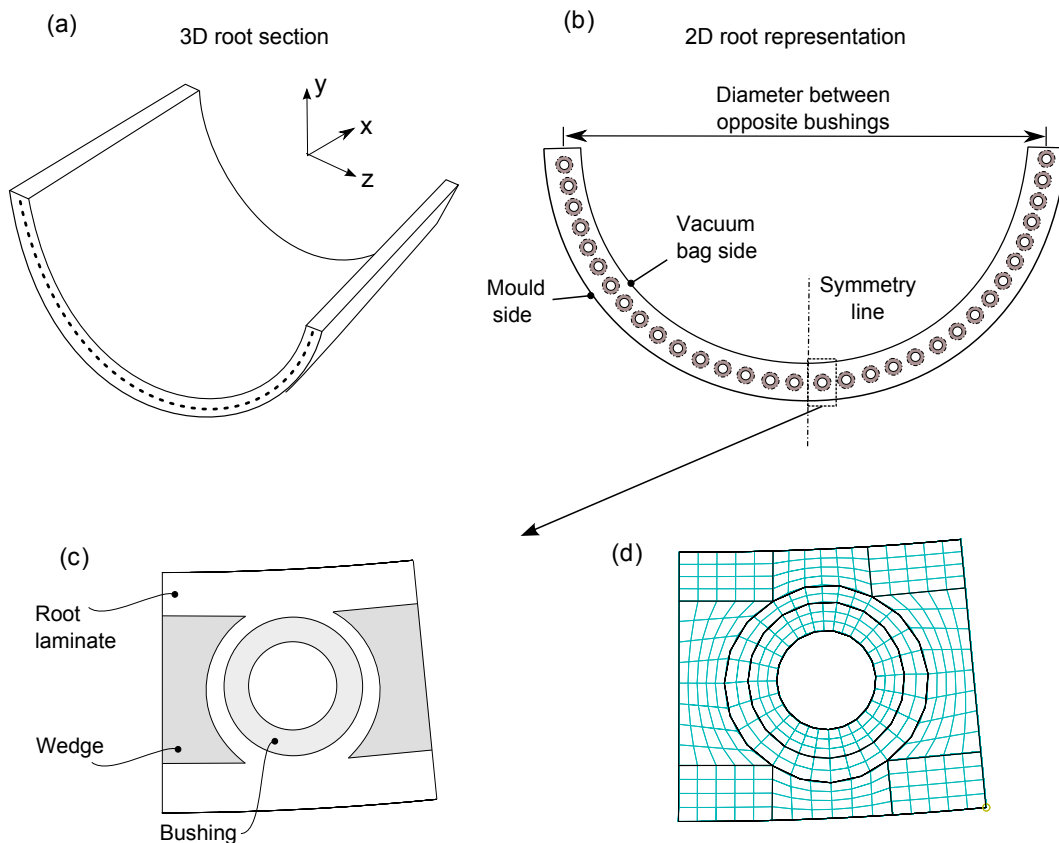 (a)
3D root section
y
x
z
(b)
2D root representation
Diameter between
opposite bushings
Vacuum
bag side
Mould
side
Symmetry
line
(c)
Root
laminate
Wedge
Bushing
(d)